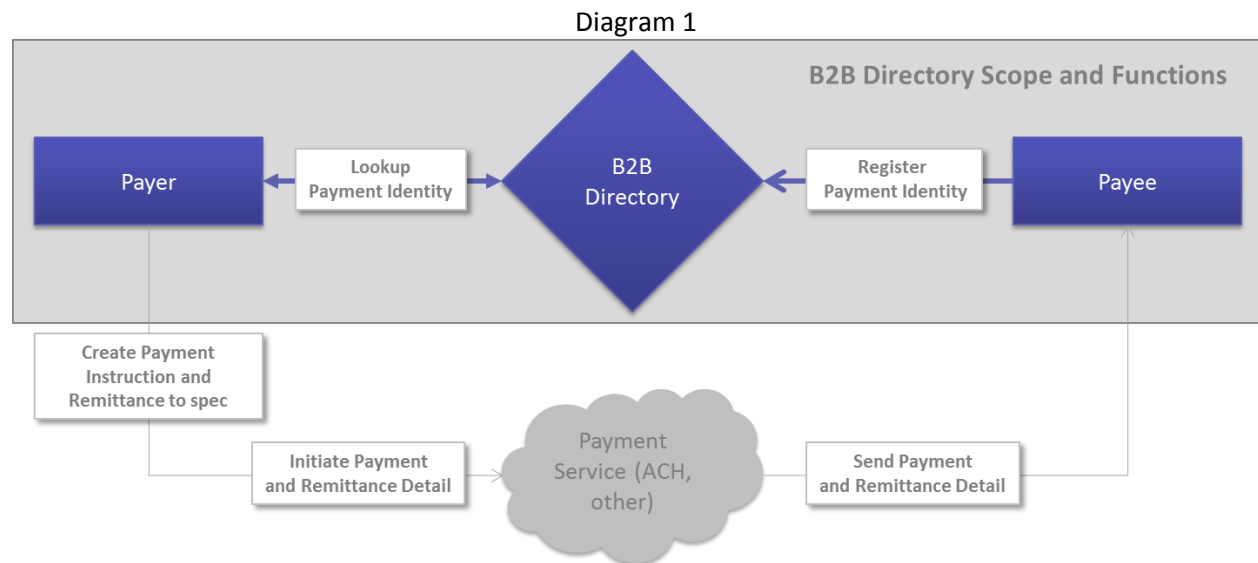 Diagram 1
B2B Directory Scope and Functions
Payer
Lookup
Payment Identity
B2B
Directory
Register
Payment Identity
Payee
Create Payment
Instruction and
Remittance to spec
Initiate Payment
and Remittance Detail
Payment
Service (ACH,
other)
Send Payment
and Remittance Detail